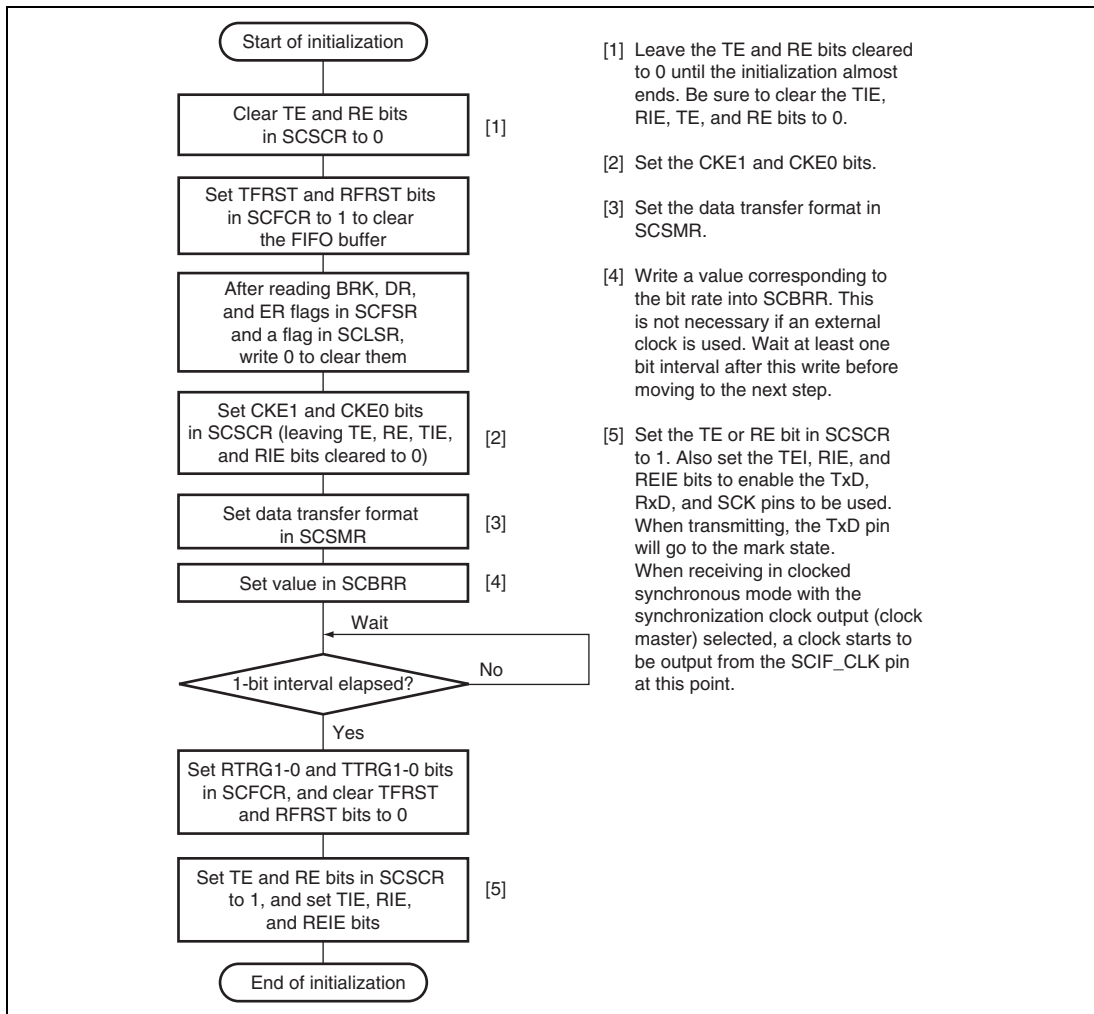 Start of initialization
Clear TE and RE bits
in SCSCR to 0
[1]
Set TFRST and RFRST bits
in SCFCR to 1 to clear
the FIFO buffer
After reading BRK, DR,
and ER flags in SCFSR
and a flag in SCLSR,
write 0 to clear them
Set CKE1 and CKE0 bits
in SCSCR (leaving TE, RE, TIE,
and RIE bits cleared to 0)
[2]
Set data transfer format
in SCSMR
[3]
Set value in SCBRR
[4]
Wait
1-bit interval elapsed?
No
Yes
Set RTRG1-0 and TTRG1-0 bits
in SCFCR, and clear TFRST
and RFRST bits to 0
Set TE and RE bits in SCSCR
to 1, and set TIE, RIE,
and REIE bits
[5]
End of initialization
[1] Leave the TE and RE bits cleared
to 0 until the initialization almost
ends. Be sure to clear the TIE,
RIE, TE, and RE bits to 0.
[2] Set the CKE1 and CKE0 bits.
[3] Set the data transfer format in
SCSMR.
[4] Write a value corresponding to
the bit rate into SCBRR. This
is not necessary if an external
clock is used. Wait at least one
bit interval after this write before
moving to the next step.
[5] Set the TE or RE bit in SCSCR
to 1. Also set the TEI, RIE, and
REIE bits to enable the TxD,
RxD, and SCK pins to be used.
When transmitting, the TxD pin
will go to the mark state.
When receiving in clocked
synchronous mode with the
synchronization clock output (clock
master) selected, a clock starts to
be output from the SCIF_CLK pin
at this point.